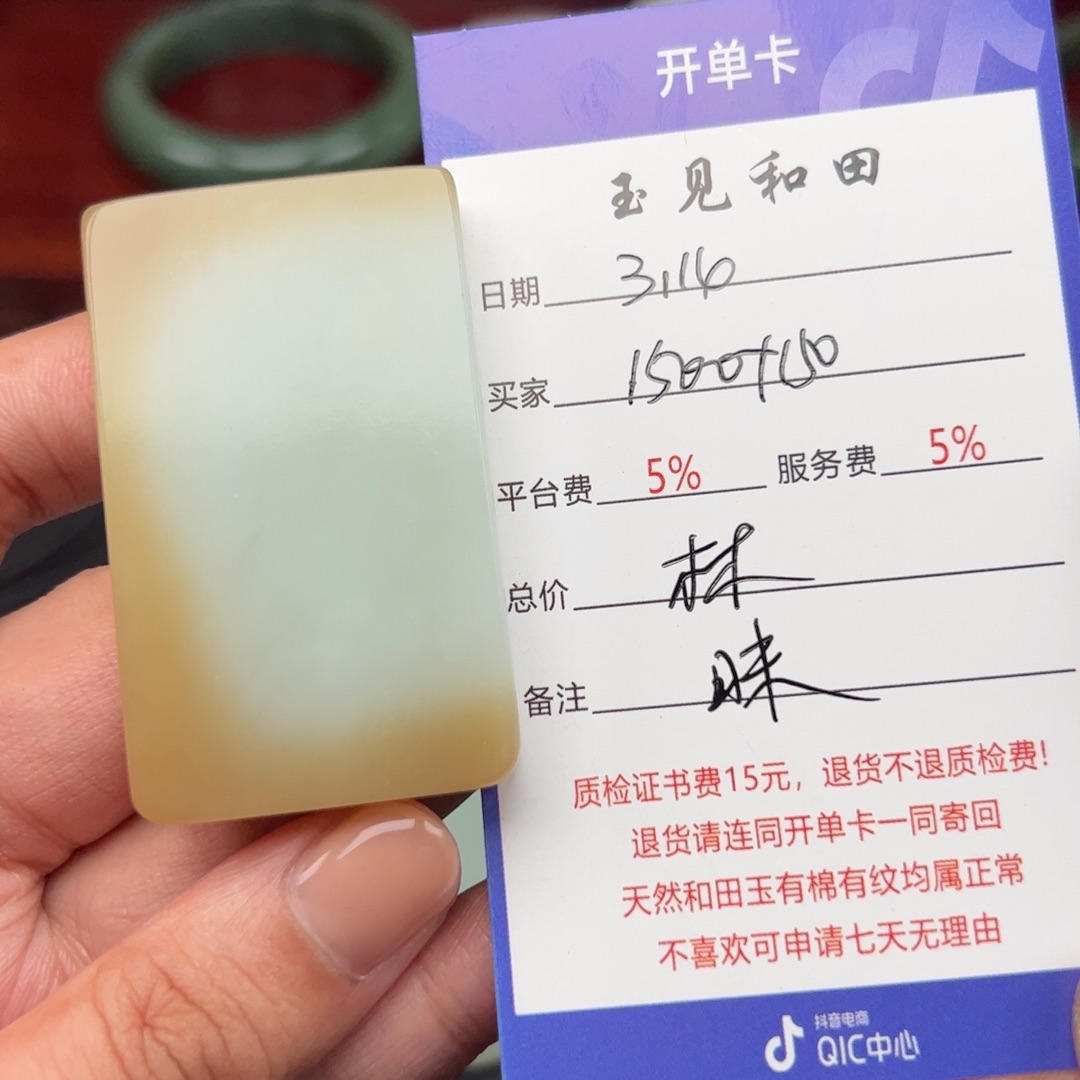 开单卡
玉见和田
日期 3.16
买家 1500+150
平台费 5% 服务费 5%
总价 林
备注
质检证书费15元，退货不退质检费！
退货请连同开单卡一同寄回
天然和田玉有棉有纹均属正常
不喜欢可申请七天无理由
抖音电商
QIC中心